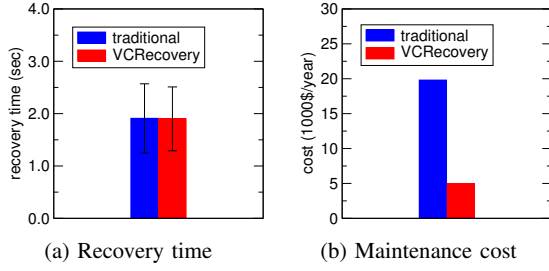 4.0
3.0
2.0
1.0
0.0
recovery time (sec)
traditional
VCRecovery
(a) Recovery time
30
25
20
15
10
5
0
cost (1000$/year)
traditional
VCRecovery
(b) Maintenance cost